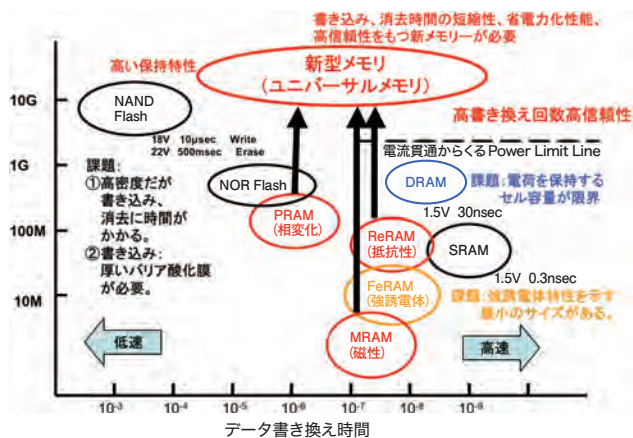 書き込み、消去時間の短縮性、省電力化性能、
高信頼性をもつ新メモリーが必要
高い保持特性
新型メモリ
(ユニバーサルメモリ)
10G
NAND
Flash
高書き換え回数高信頼性
18V 10μsec Write
22V 500msec Erase
電流貫通からくるPower Limit Line
1G
課題:
①高密度だが
書き込み、
消去に時間が
かかる。
②書き込み:
厚いバリア酸化膜
が必要。
NOR Flash
DRAM
課題:電荷を保持する
セル容量が限界
PRAM
(相変化)
1.5V 30nsec
100M
ReRAM
(抵抗性)
SRAM
1.5V 0.3nsec
10M
FeRAM
(強誘電体)
課題:強誘電体特性を示す
最小のサイズがある。
低速
MRAM
(磁性)
高速
10-3 10-4 10-5 10-6 10-7 10-8 10-9
データ書き換え時間